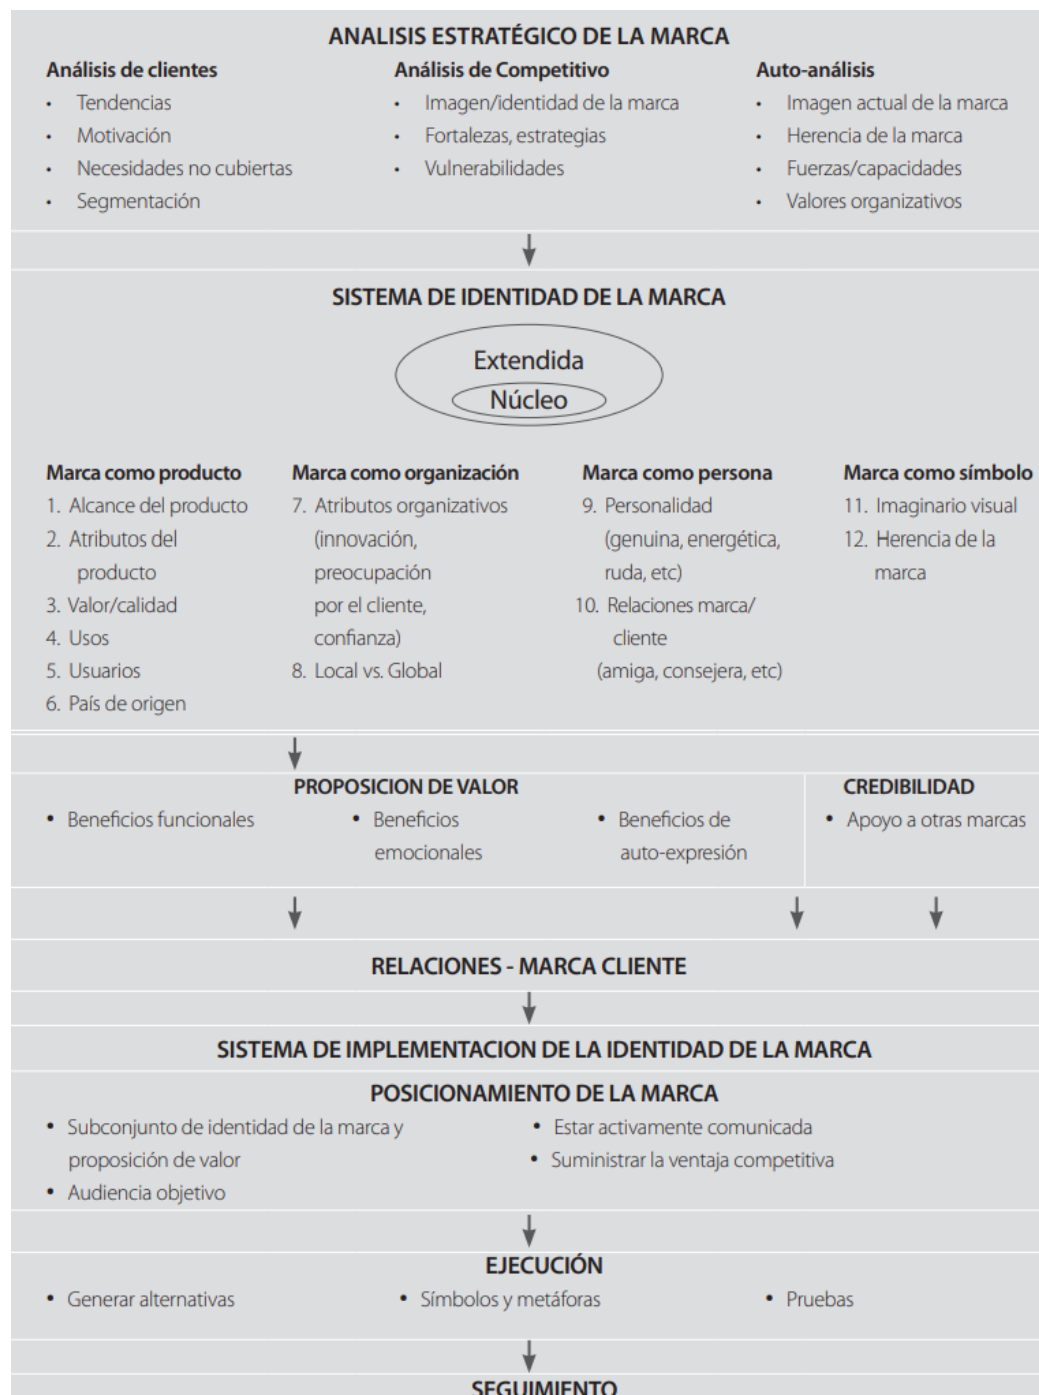 ANALISIS ESTRATÉGICO DE LA MARCA
Análisis de clientes
• Tendencias
• Motivación
• Necesidades no cubiertas
• Segmentación
Análisis de Competitivo
• Imagen/identidad de la marca
• Fortalezas, estrategias
• Vulnerabilidades
Auto-análisis
• Imagen actual de la marca
• Herencia de la marca
• Fuerzas/capacidades
• Valores organizativos
SISTEMA DE IDENTIDAD DE LA MARCA
Extendida
Núcleo
Marca como producto
1. Alcance del producto
2. Atributos del
producto
3. Valor/calidad
4. Usos
5. Usuarios
6. País de origen
Marca como organización
7. Atributos organizativos
(innovación,
preocupación
por el cliente,
confianza)
8. Local vs. Global
Marca como persona
9. Personalidad
(genuina, energética,
ruda, etc)
10. Relaciones marca/
cliente
(amiga, consejera, etc)
Marca como símbolo
11. Imaginario visual
12. Herencia de la
marca
PROPOSICION DE VALOR
• Beneficios funcionales
• Beneficios
emocionales
• Beneficios de
auto-expresión
CREDIBILIDAD
• Apoyo a otras marcas
RELACIONES - MARCA CLIENTE
SISTEMA DE IMPLEMENTACION DE LA IDENTIDAD DE LA MARCA
POSICIONAMIENTO DE LA MARCA
• Subconjunto de identidad de la marca y
proposición de valor
• Audiencia objetivo
• Estar activamente comunicada
• Suministrar la ventaja competitiva
EJECUCIÓN
• Generar alternativas
• Símbolos y metáforas
• Pruebas
SEGUIMIENTO